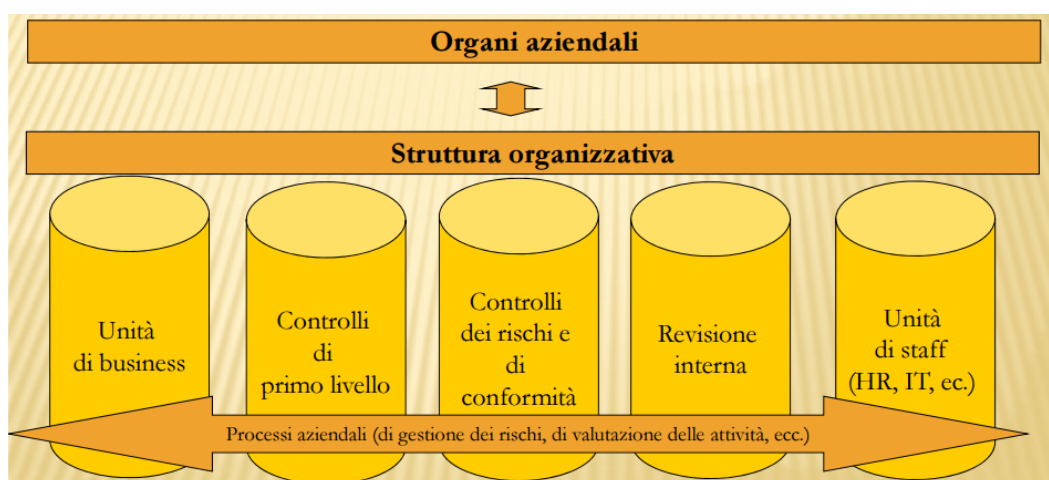 Organi aziendali
Struttura organizzativa
Unità
di business
Controlli
di
primo livello
Controlli
dei rischi e
di
conformità
Revisione
interna
Unità
di staff
(HR, IT, ec.)
Processi aziendali (di gestione dei rischi, di valutazione delle attività, ecc.)